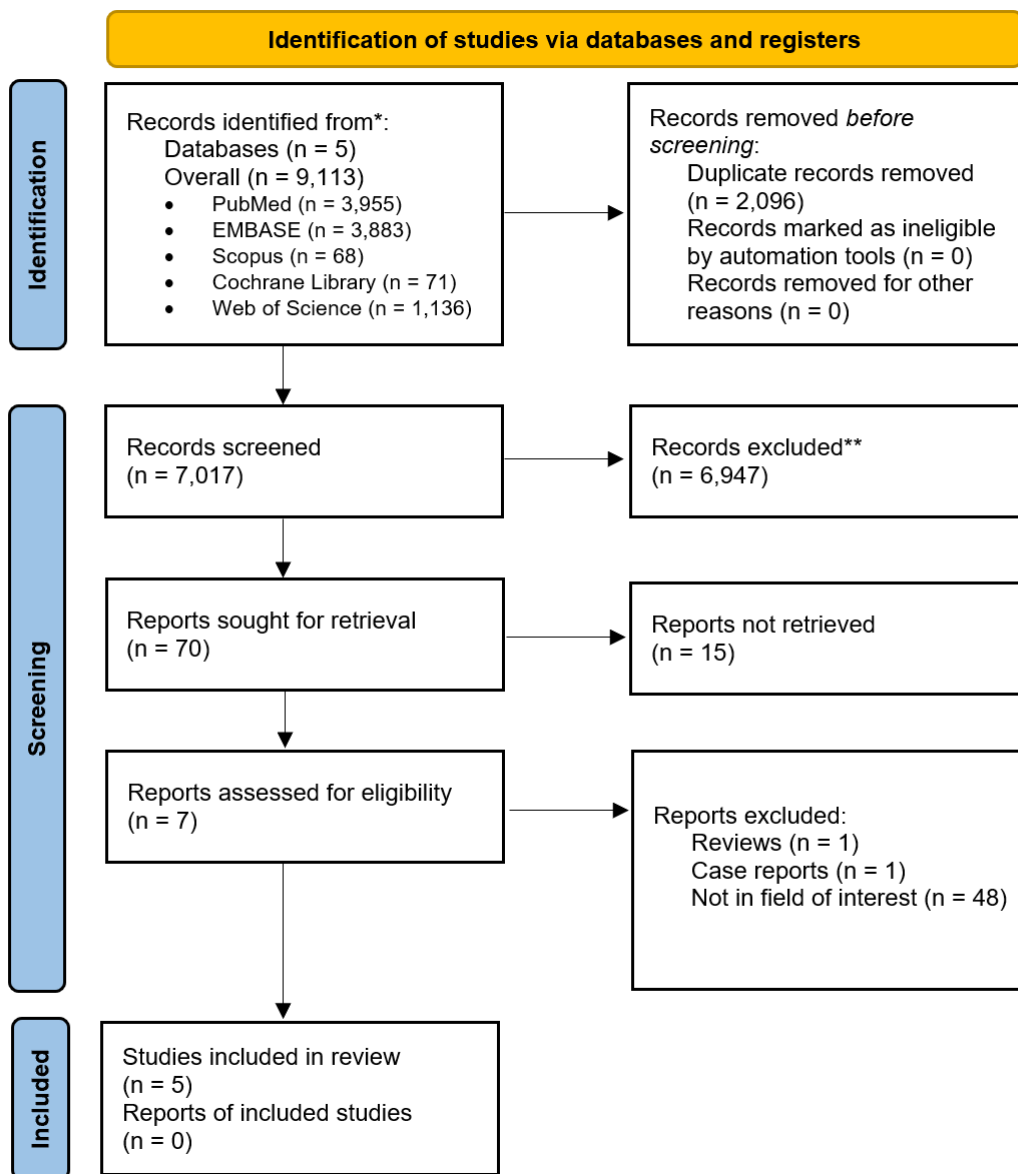 Identification of studies via databases and registers
Identification
Records identified from*:
Databases (n = 5)
Overall (n = 9,113)
• PubMed (n = 3,955)
• EMBASE (n = 3,883)
• Scopus (n = 68)
• Cochrane Library (n = 71)
• Web of Science (n = 1,136)
Records removed before
screening:
Duplicate records removed
(n = 2,096)
Records marked as ineligible
by automation tools (n = 0)
Records removed for other
reasons (n = 0)
Screening
Records screened
(n = 7,017)
Records excluded**
(n = 6,947)
Reports sought for retrieval
(n = 70)
Reports not retrieved
(n = 15)
Reports assessed for eligibility
(n = 7)
Reports excluded:
Reviews (n = 1)
Case reports (n = 1)
Not in field of interest (n = 48)
Included
Studies included in review
(n = 5)
Reports of included studies
(n = 0)